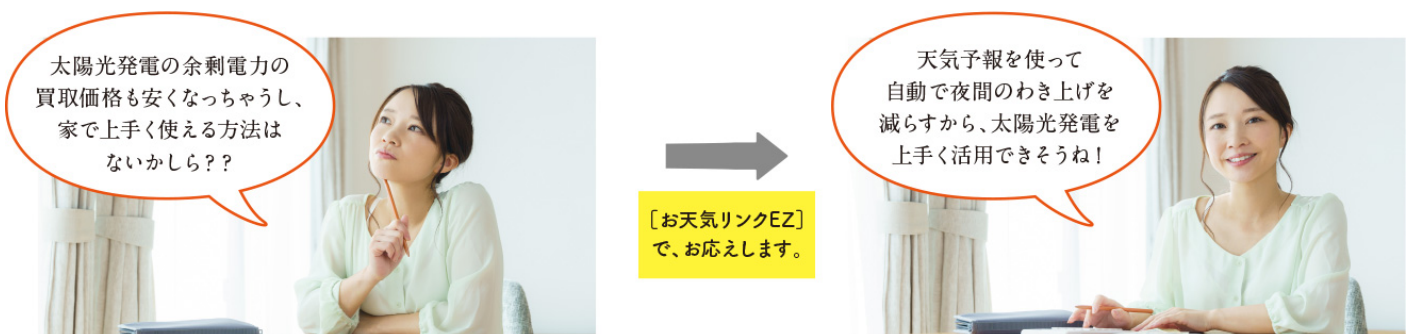 太陽光発電の余剰電力の
買取価格も安くなっちゃうし、
家で上手く使える方法は
ないかしら??
[お天気リンクEZ]
で、お応えします。
天気予報を使って
自動で夜間のわき上げを
減らすから、太陽光発電を
上手く活用できそうね!